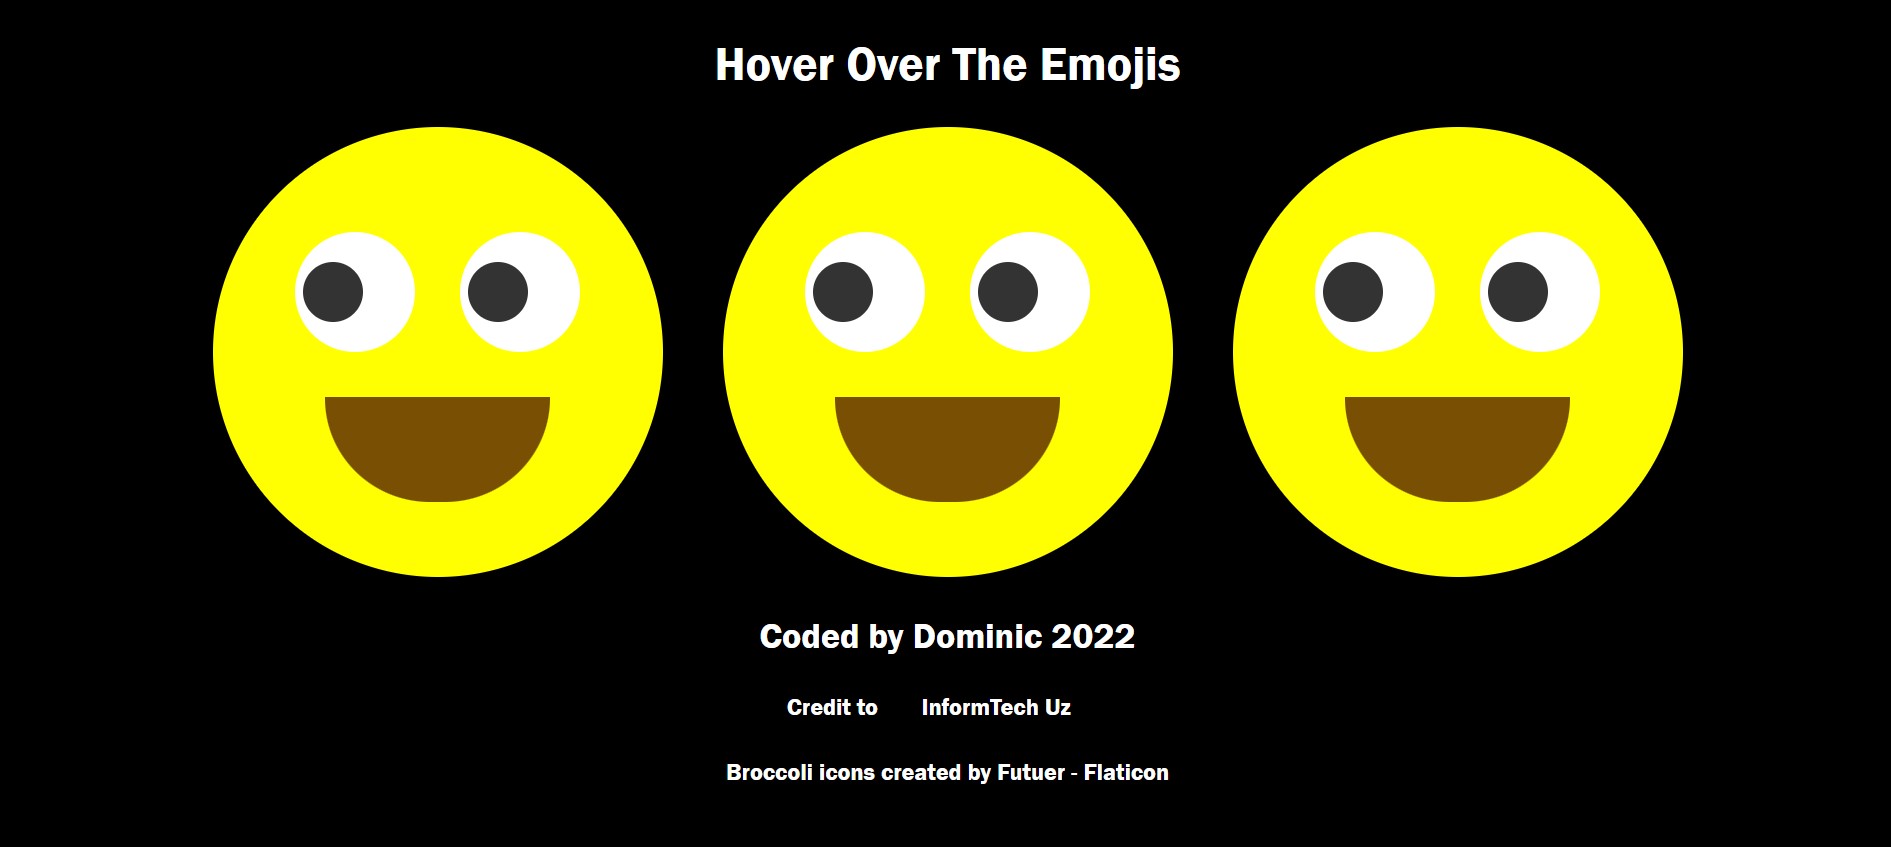 Hover Over The Emojis
Coded by Dominic 2022
Credit to InformTech Uz
Broccoli icons created by Futuer - Flaticon